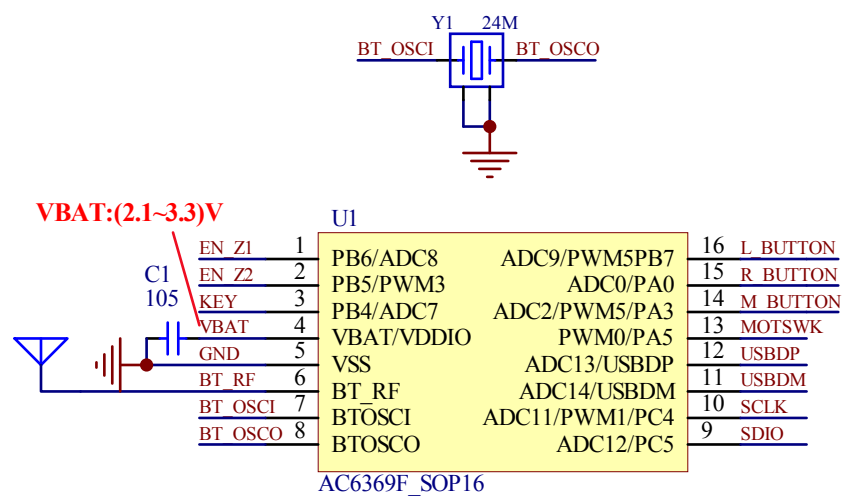 Y1 24M
BT_OSCI BT_OSCO
VBAT:(2.1~3.3)V
U1
EN_Z1 1 PB6/ADC8 ADC9/PWM5PB7 16 L_BUTTON
EN_Z2 2 PB5/PWM3 ADC0/PA0 15 R_BUTTON
C1
105
KEY 3 PB4/ADC7 ADC2/PWM5/PA3 14 M_BUTTON
VBAT 4 VBAT/VDDIO PWM0/PA5 13 MOTSWK
GND 5 VSS ADC13/USBDP 12 USBDP
BT_RF 6 BT_RF ADC14/USBDM 11 USBDM
BT_OSCI 7 BTOSCI ADC11/PWM1/PC4 10 SCLK
BT_OSCO 8 BTOSCO ADC12/PC5 9 SDIO
AC6369F_SOP16